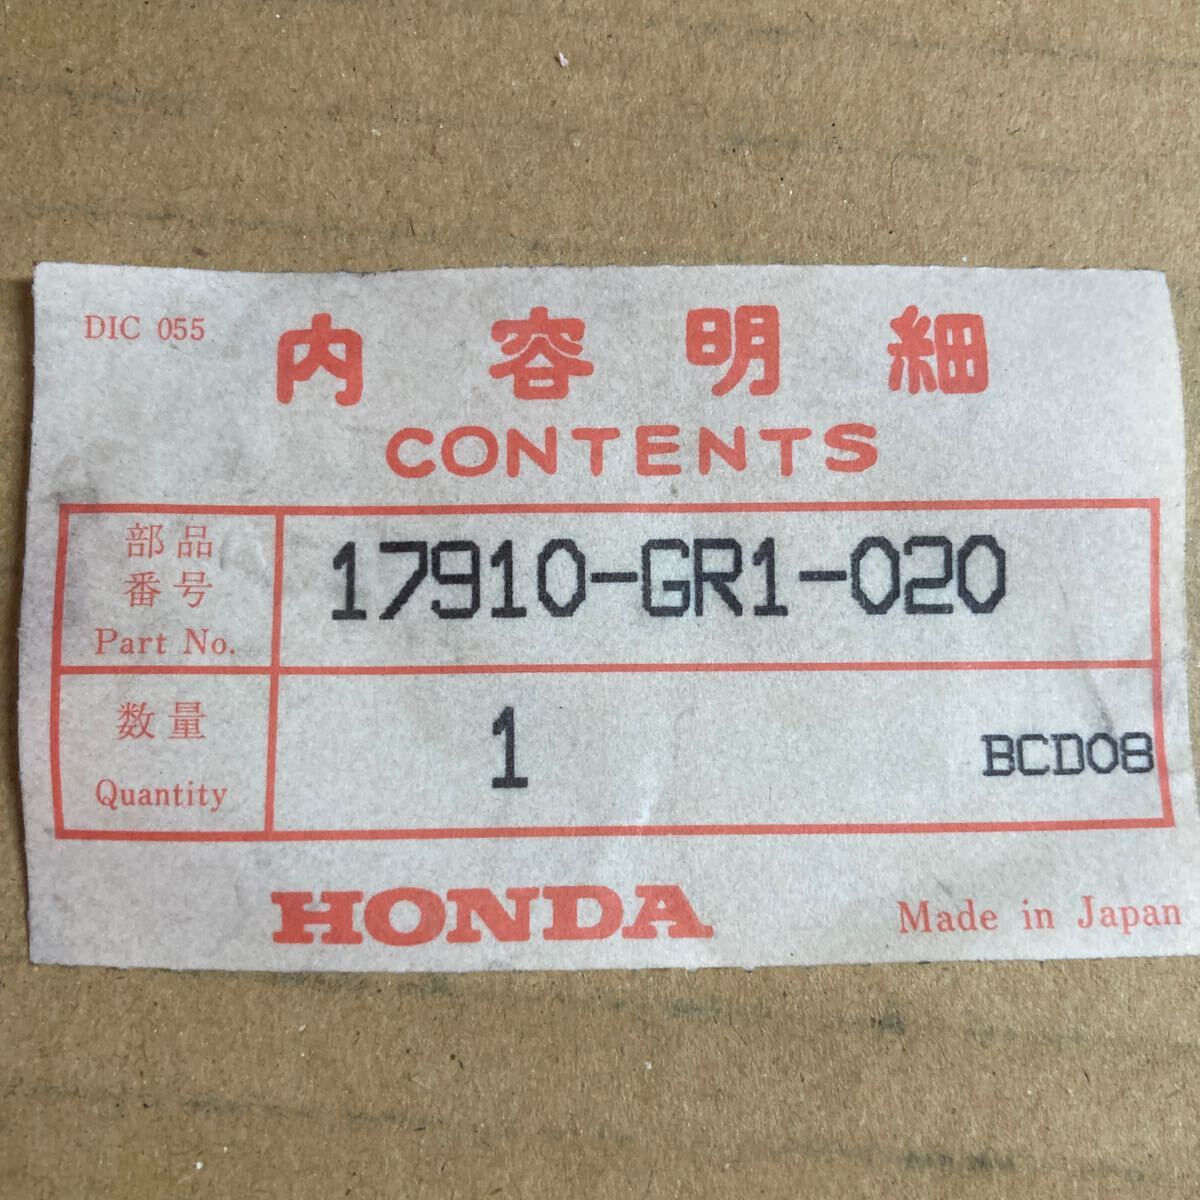 DIC 055
内容明細
CONTENTS
部品
番号
Part No.
17910-GR1-020
数量
Quantity
1
BCD08
HONDA
Made in Japan